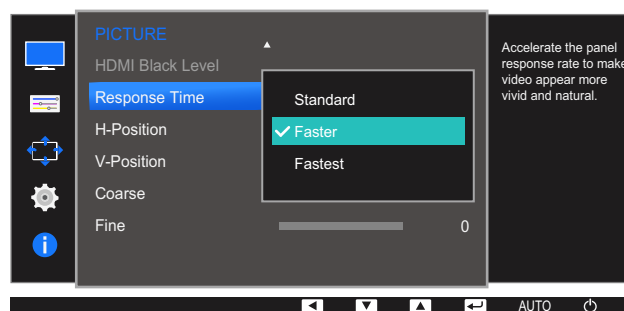 PICTURE
HDMI Black Level
Response Time
H-Position
V-Position
Coarse
Fine
0
Standard
Faster
Fastest
Accelerate the panel
response rate to make
video appear more
vivid and natural.
AUTO